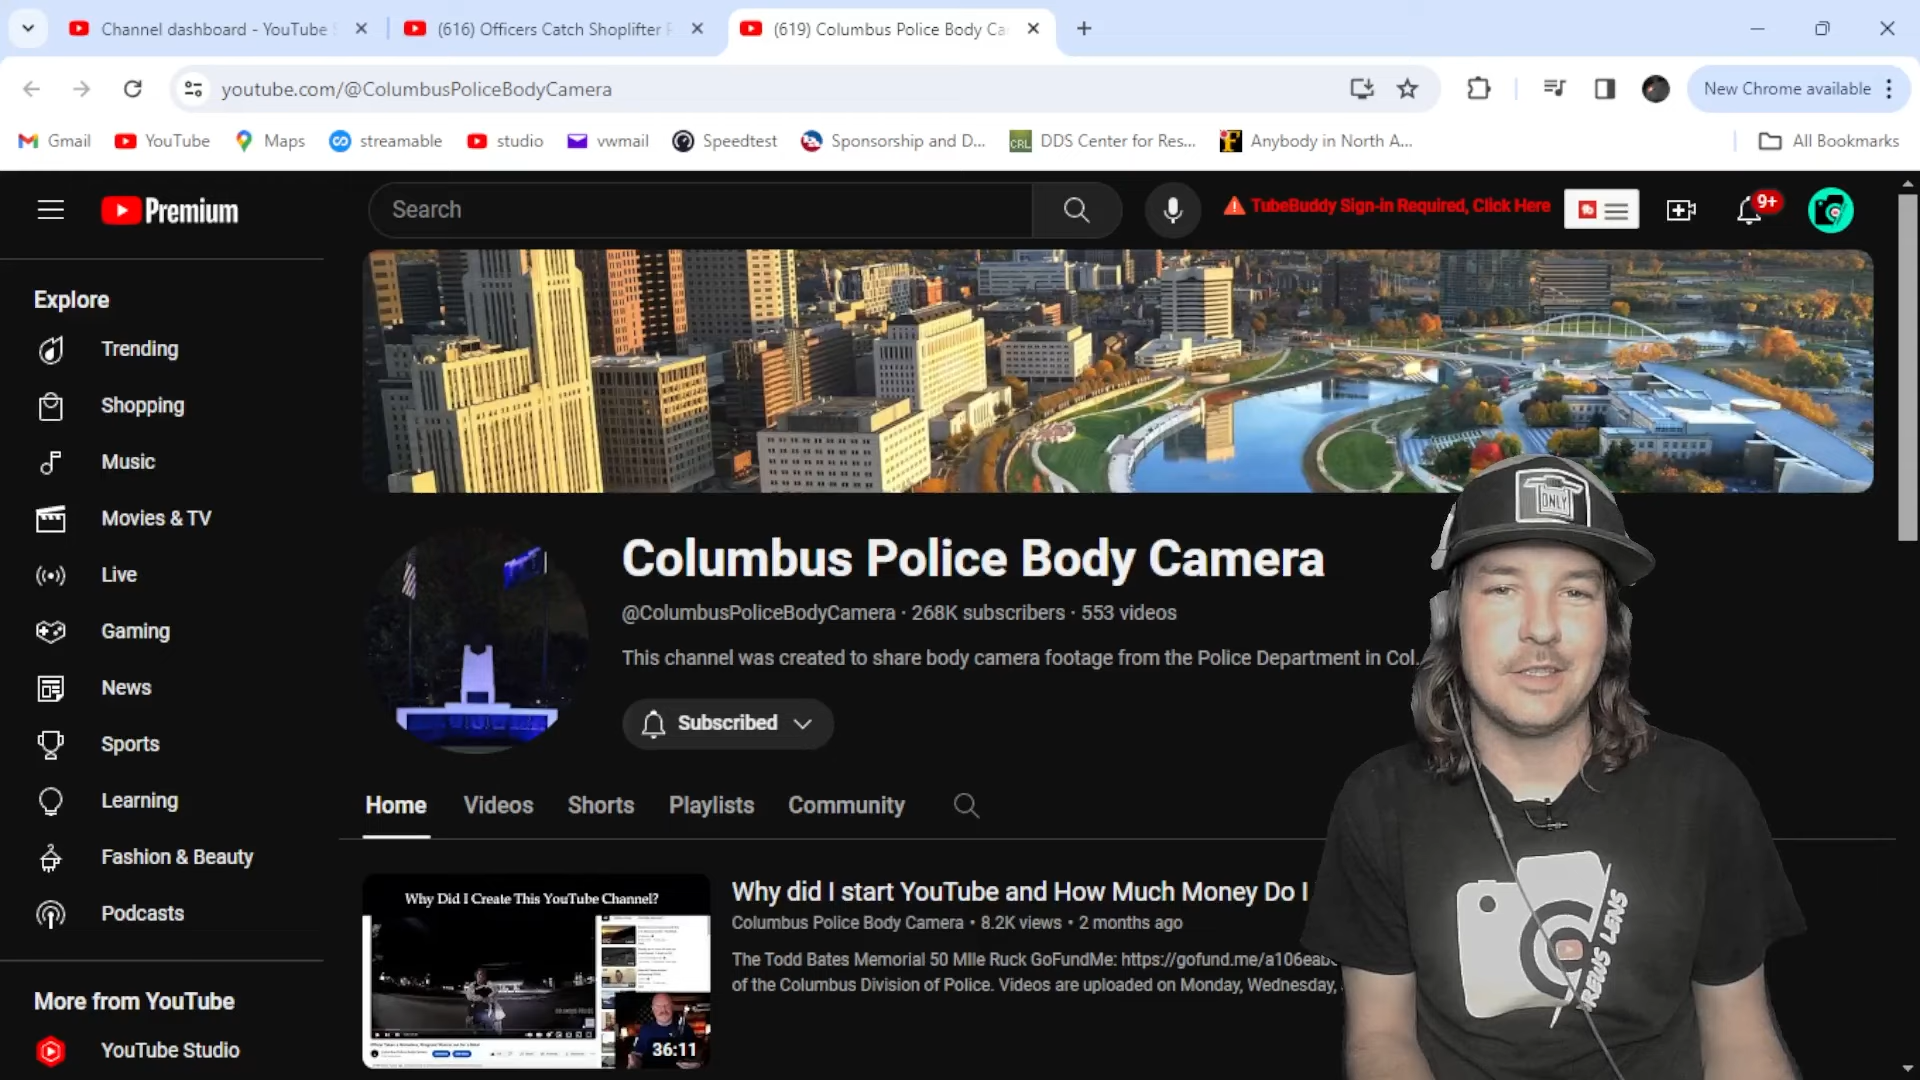 Channel dashboard - YouTube S
(616) Officers Catch Shoplifter F
(619) Columbus Police Body Ca
youtube.com/@ColumbusPoliceBodyCamera
New Chrome available
Gmail
YouTube
Maps
streamable
studio
vwmail
Speedtest
Sponsorship and D...
DDS Center for Res...
Anybody in North A...
All Bookmarks
Premium
Search
TubeBuddy Sign-in Required, Click Here
9+
Explore
Trending
Shopping
Music
Movies & TV
Live
Gaming
News
Sports
Learning
Fashion & Beauty
Podcasts
More from YouTube
YouTube Studio
Columbus Police Body Camera
@ColumbusPoliceBodyCamera · 268K subscribers · 553 videos
This channel was created to share body camera footage from the Police Department in Col.
Subscribed
Home
Videos
Shorts
Playlists
Community
Why Did I Create This YouTube Channel?
36:11
Why did I start YouTube and How Much Money Do I
Columbus Police Body Camera • 8.2K views • 2 months ago
The Todd Bates Memorial 50 MIle Ruck GoFundMe: https://gofund.me/a106eab
of the Columbus Division of Police. Videos are uploaded on Monday, Wednesday,
ONLY
REWS LENS